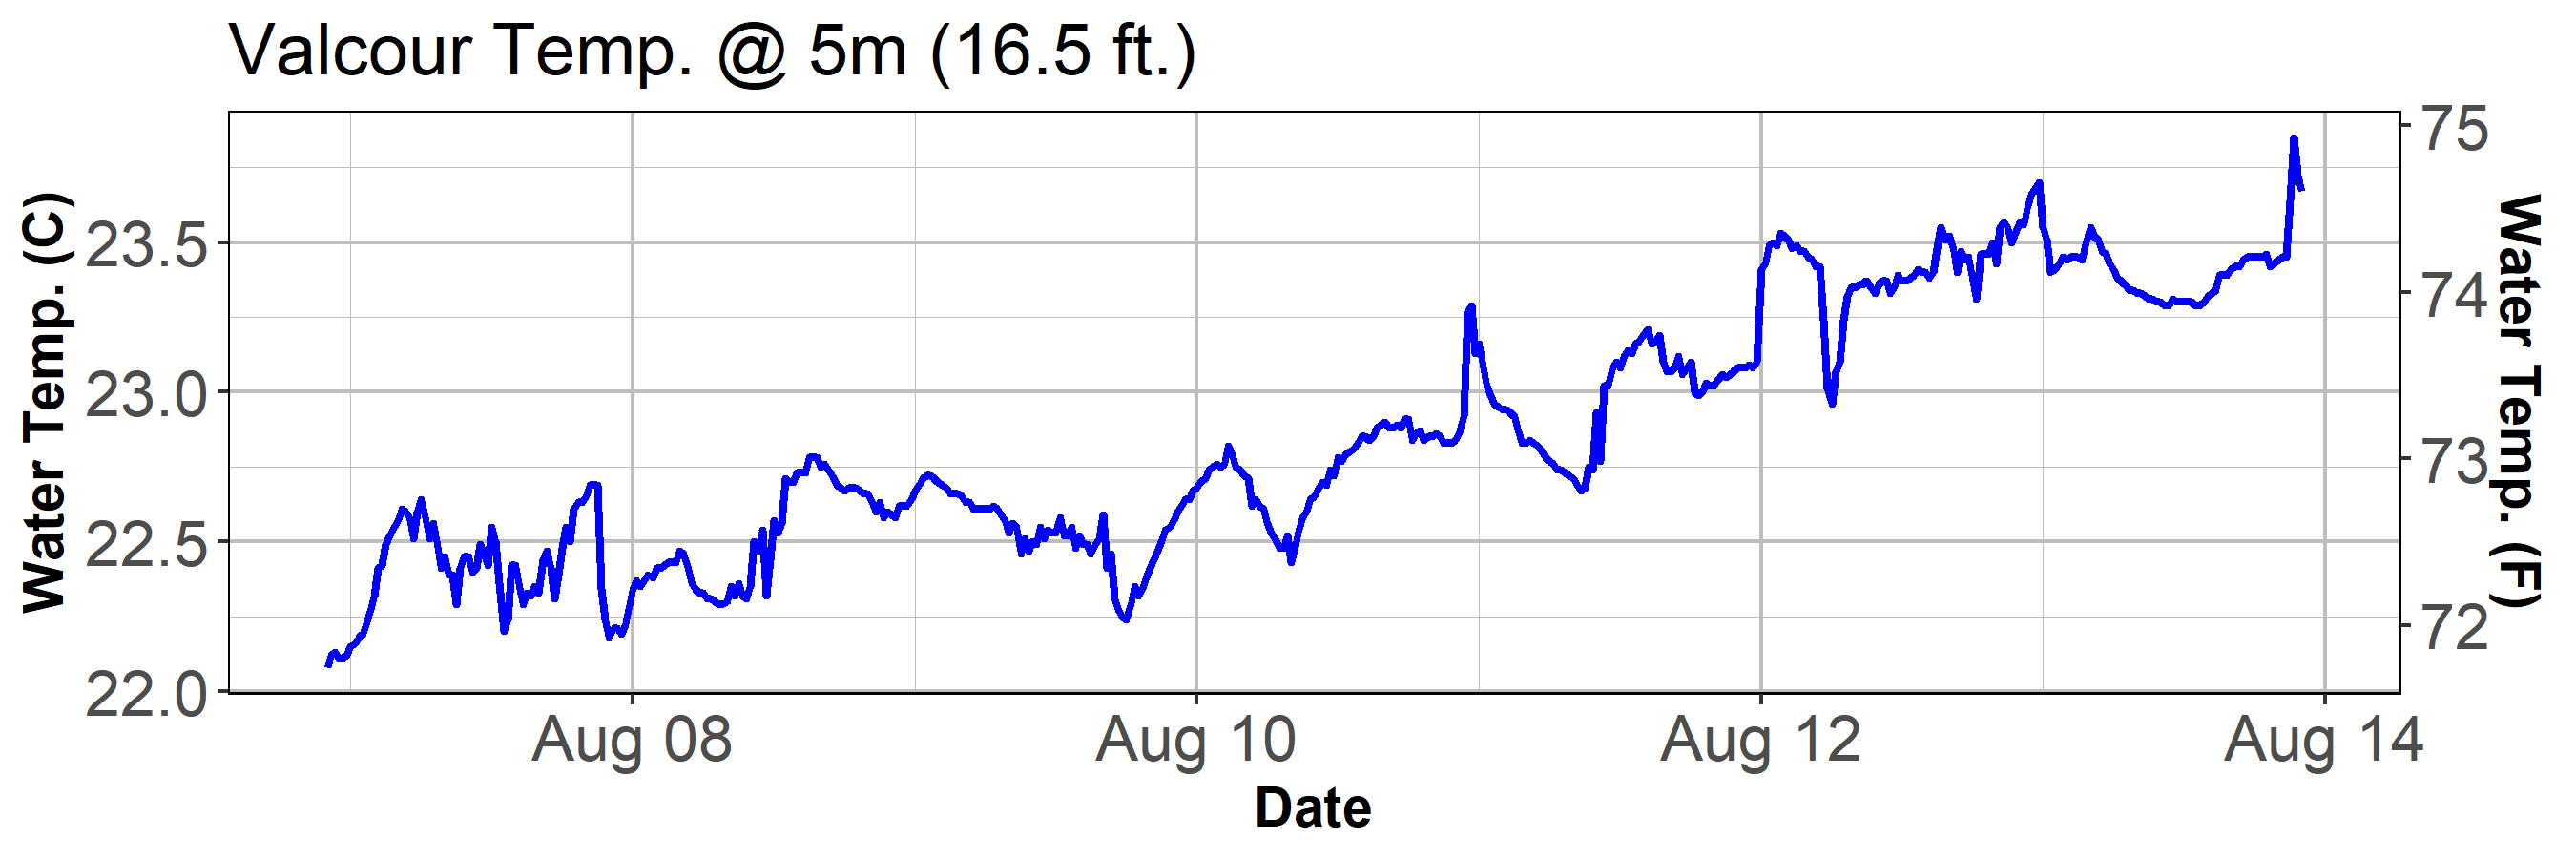 Valcour Temp. @ 5m (16.5 ft.)
Water Temp. (C)
23.5
23.0
22.5
22.0
75
74
73
72
Water Temp. (F)
Aug 08
Aug 10
Aug 12
Aug 14
Date